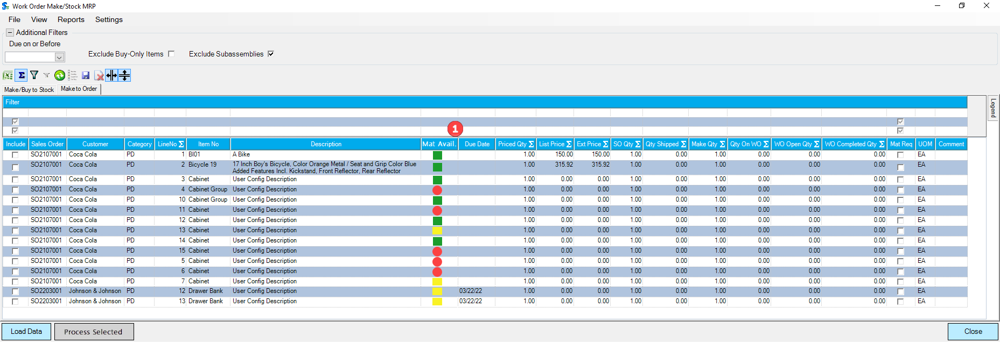 Work Order Make/Stock MRP
File View Reports Settings
Additional Filters
Due on or Before
Exclude Buy-Only Items Exclude Subassemblies
Make/Buy to Stock Make to Order
Filter
Legend
1
Include Sales Order Customer Category LineNo Σ Item No Description Mat Avail. Due Date Priced Qty Σ List Price Σ Ext Price Σ SO Qty Σ Qty Shipped Σ Make Qty Σ Qty On WO Σ WO Open Qty Σ WO Completed Qty Σ Mat Req UOM Comment
SO2107001 Coca Cola PD 1 BI01 A Bike 1.00 150.00 150.00 1.00 0.00 1.00 0.00 0.00 0.00 EA
SO2107001 Coca Cola PD 2 Bicycle 19 17 Inch Boy's Bicycle, Color Orange Metal / Seat and Grip Color Blue 1.00 315.92 315.92 1.00 0.00 1.00 0.00 0.00 0.00 EA
Added Features Incl. Kickstand, Front Reflector, Rear Reflector
SO2107001 Coca Cola PD 3 Cabinet User Config Description 1.00 0.00 0.00 1.00 0.00 1.00 0.00 0.00 0.00 EA
SO2107001 Coca Cola PD 4 Cabinet Group User Config Description 1.00 0.00 0.00 1.00 0.00 1.00 0.00 0.00 0.00 EA
SO2107001 Coca Cola PD 10 Cabinet Group User Config Description 1.00 0.00 0.00 1.00 0.00 1.00 0.00 0.00 0.00 EA
SO2107001 Coca Cola PD 11 Cabinet User Config Description 1.00 0.00 0.00 1.00 0.00 1.00 0.00 0.00 0.00 EA
SO2107001 Coca Cola PD 12 Cabinet User Config Description 1.00 0.00 0.00 1.00 0.00 1.00 0.00 0.00 0.00 EA
SO2107001 Coca Cola PD 13 Cabinet User Config Description 1.00 0.00 0.00 1.00 0.00 1.00 0.00 0.00 0.00 EA
SO2107001 Coca Cola PD 14 Cabinet User Config Description 1.00 0.00 0.00 1.00 0.00 1.00 0.00 0.00 0.00 EA
SO2107001 Coca Cola PD 15 Cabinet User Config Description 1.00 0.00 0.00 1.00 0.00 1.00 0.00 0.00 0.00 EA
SO2107001 Coca Cola PD 5 Cabinet User Config Description 1.00 0.00 0.00 1.00 0.00 1.00 0.00 0.00 0.00 EA
SO2107001 Coca Cola PD 6 Cabinet User Config Description 1.00 0.00 0.00 1.00 0.00 1.00 0.00 0.00 0.00 EA
SO2107001 Coca Cola PD 7 Cabinet User Config Description 1.00 0.00 0.00 1.00 0.00 1.00 0.00 0.00 0.00 EA
SO2203001 Johnson & Johnson PD 12 Drawer Bank User Config Description 03/22/22 1.00 0.00 0.00 1.00 0.00 1.00 0.00 0.00 0.00 EA
SO2203001 Johnson & Johnson PD 13 Drawer Bank User Config Description 03/22/22 1.00 0.00 0.00 1.00 0.00 1.00 0.00 0.00 0.00 EA
Load Data Process Selected Close